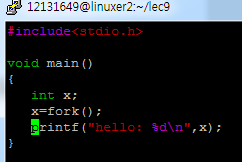 12131649@linuxer2:~/lec9
#include<stdio.h>
void main()
{
int x;
x=fork();
printf("hello: %d\n",x);
}